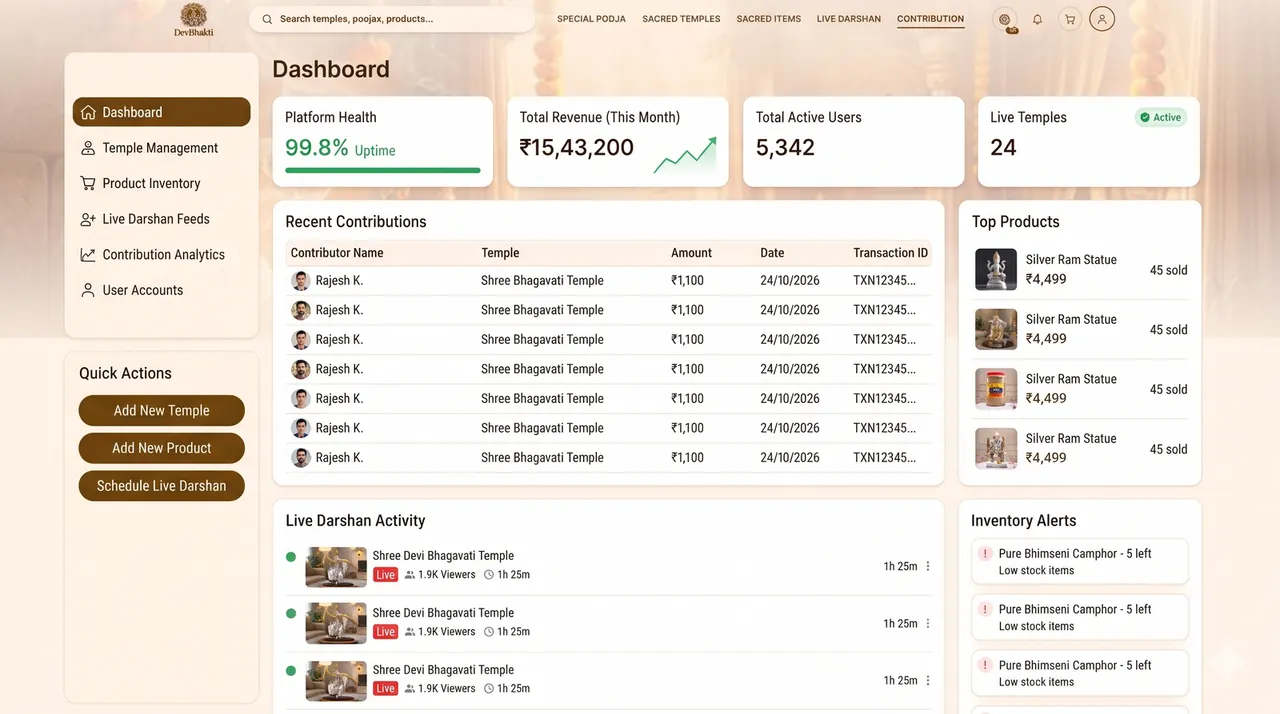 DevBhakti
Search temples, poojax, products...
SPECIAL PODJA
SACRED TEMPLES
SACRED ITEMS
LIVE DARSHAN
CONTRIBUTION
Dashboard
Temple Management
Product Inventory
Live Darshan Feeds
Contribution Analytics
User Accounts
Quick Actions
Add New Temple
Add New Product
Schedule Live Darshan
Dashboard
Platform Health
99.8% Uptime
Total Revenue (This Month)
₹15,43,200
Total Active Users
5,342
Live Temples
Active
24
Recent Contributions
Contributor Name Temple Amount Date Transaction ID
Rajesh K. Shree Bhagavati Temple ₹1,100 24/10/2026 TXN12345...
Rajesh K. Shree Bhagavati Temple ₹1,100 24/10/2026 TXN12345...
Rajesh K. Shree Bhagavati Temple ₹1,100 24/10/2026 TXN12345...
Rajesh K. Shree Bhagavati Temple ₹1,100 24/10/2026 TXN12345...
Rajesh K. Shree Bhagavati Temple ₹1,100 24/10/2026 TXN12345...
Rajesh K. Shree Bhagavati Temple ₹1,100 24/10/2026 TXN12345...
Rajesh K. Shree Bhagavati Temple ₹1,100 24/10/2026 TXN12345...
Top Products
Silver Ram Statue
₹4,499
45 sold
Silver Ram Statue
₹4,499
45 sold
Silver Ram Statue
₹4,499
45 sold
Silver Ram Statue
₹4,499
45 sold
Live Darshan Activity
Shree Devi Bhagavati Temple
Live 1.9K Viewers 1h 25m
1h 25m
Shree Devi Bhagavati Temple
Live 1.9K Viewers 1h 25m
1h 25m
Shree Devi Bhagavati Temple
Live 1.9K Viewers 1h 25m
1h 25m
Inventory Alerts
! Pure Bhimseni Camphor - 5 left
Low stock items
! Pure Bhimseni Camphor - 5 left
Low stock items
! Pure Bhimseni Camphor - 5 left
Low stock items